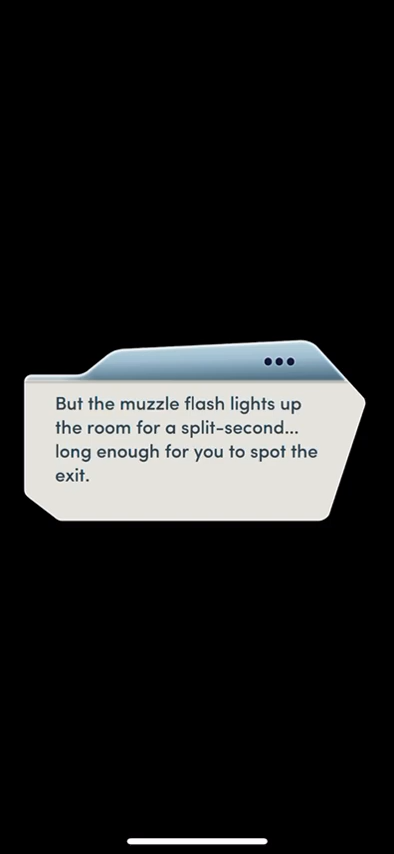 But the muzzle flash lights up
the room for a split-second...
long enough for you to spot the
exit.